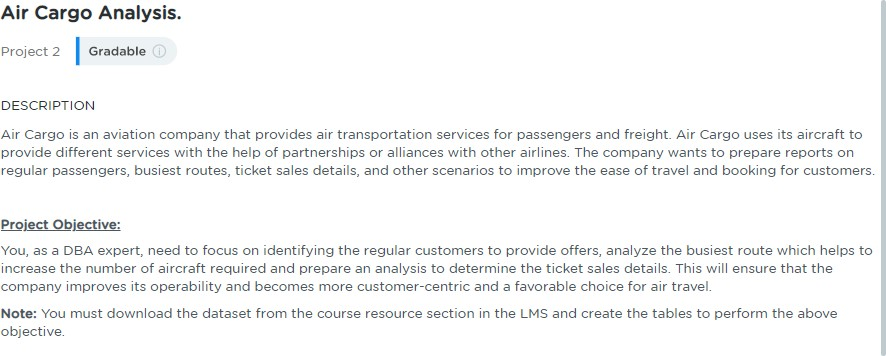 Air Cargo Analysis.
Project 2 Gradable
DESCRIPTION
Air Cargo is an aviation company that provides air transportation services for passengers and freight. Air Cargo uses its aircraft to
provide different services with the help of partnerships or alliances with other airlines. The company wants to prepare reports on
regular passengers, busiest routes, ticket sales details, and other scenarios to improve the ease of travel and booking for customers.
Project Objective:
You, as a DBA expert, need to focus on identifying the regular customers to provide offers, analyze the busiest route which helps to
increase the number of aircraft required and prepare an analysis to determine the ticket sales details. This will ensure that the
company improves its operability and becomes more customer-centric and a favorable choice for air travel.
Note: You must download the dataset from the course resource section in the LMS and create the tables to perform the above
objective.